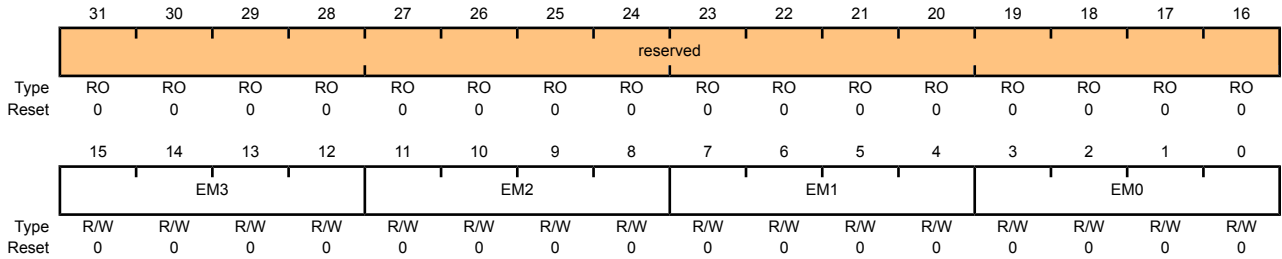 31 30 29 28 27 26 25 24 23 22 21 20 19 18 17 16
reserved
Type RO RO RO RO RO RO RO RO RO RO RO RO RO RO RO RO
Reset 0 0 0 0 0 0 0 0 0 0 0 0 0 0 0 0
15 14 13 12 11 10 9 8 7 6 5 4 3 2 1 0
EM3 EM2 EM1 EM0
Type R/W R/W R/W R/W R/W R/W R/W R/W R/W R/W R/W R/W R/W R/W R/W R/W
Reset 0 0 0 0 0 0 0 0 0 0 0 0 0 0 0 0